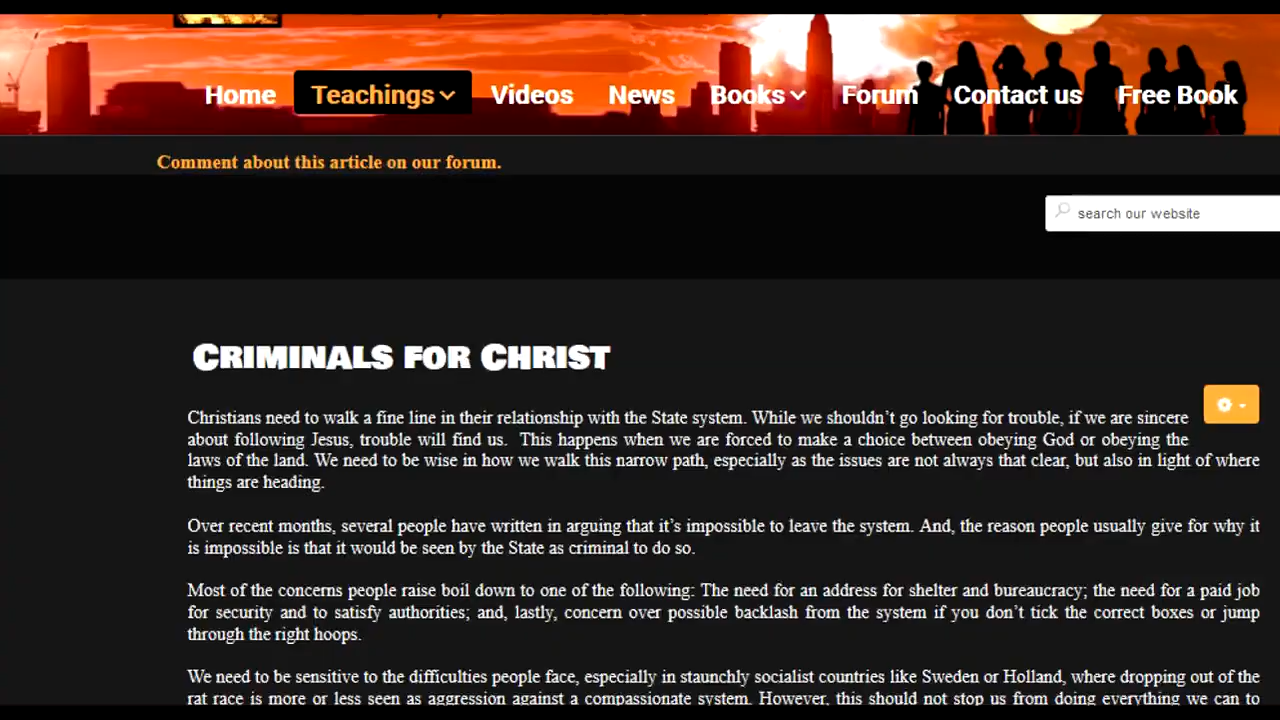 Home Teachings Videos News Books Forum Contact us Free Book
Comment about this article on our forum.
search our website
Criminals for Christ
Christians need to walk a fine line in their relationship with the State system. While we shouldn't go looking for trouble, if we are sincere
about following Jesus, trouble will find us.  This happens when we are forced to make a choice between obeying God or obeying the
laws of the land. We need to be wise in how we walk this narrow path, especially as the issues are not always that clear, but also in light of where
things are heading.
Over recent months, several people have written in arguing that it's impossible to leave the system. And, the reason people usually give for why it
is impossible is that it would be seen by the State as criminal to do so.
Most of the concerns people raise boil down to one of the following: The need for an address for shelter and bureaucracy; the need for a paid job
for security and to satisfy authorities; and, lastly, concern over possible backlash from the system if you don't tick the correct boxes or jump
through the right hoops.
We need to be sensitive to the difficulties people face, especially in staunchly socialist countries like Sweden or Holland, where dropping out of the
rat race is more or less seen as aggression against a compassionate system. However, this should not stop us from doing everything we can to